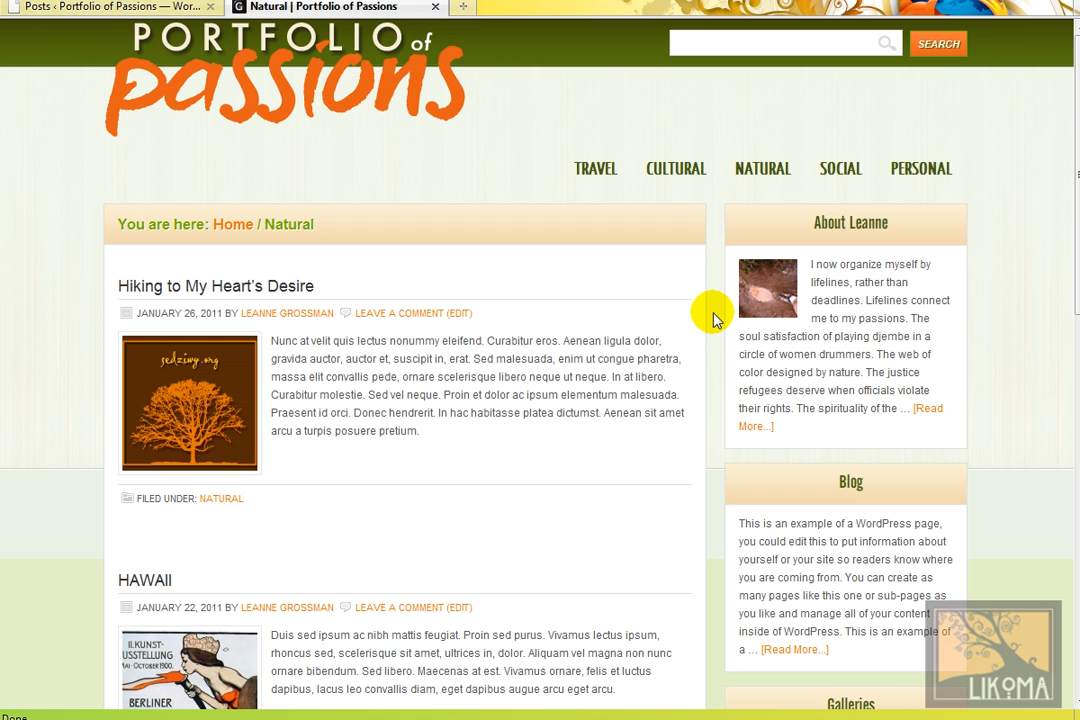 Posts ‹ Portfolio of Passions — Wor...
Natural | Portfolio of Passions
PORTFOLIO of
passions
SEARCH
TRAVEL CULTURAL NATURAL SOCIAL PERSONAL
You are here: Home / Natural
Hiking to My Heart's Desire
JANUARY 26, 2011 BY LEANNE GROSSMAN LEAVE A COMMENT (EDIT)
sedziwy.org
Nunc at velit quis lectus nonummy eleifend. Curabitur eros. Aenean ligula dolor,
gravida auctor, auctor et, suscipit in, erat. Sed malesuada, enim ut congue pharetra,
massa elit convallis pede, ornare scelerisque libero neque ut neque. In at libero.
Curabitur molestie. Sed vel neque. Proin et dolor ac ipsum elementum malesuada.
Praesent id orci. Donec hendrerit. In hac habitasse platea dictumst. Aenean sit amet
arcu a turpis posuere pretium.
FILED UNDER: NATURAL
HAWAII
JANUARY 22, 2011 BY LEANNE GROSSMAN LEAVE A COMMENT (EDIT)
II. KUNST-
USSTELLUNG
MAI-OCTOBER 1900.
BERLINER
Duis sed ipsum ac nibh mattis feugiat. Proin sed purus. Vivamus lectus ipsum,
rhoncus sed, scelerisque sit amet, ultrices in, dolor. Aliquam vel magna non nunc
ornare bibendum. Sed libero. Maecenas at est. Vivamus ornare, felis et luctus
dapibus, lacus leo convallis diam, eget dapibus augue arcu eget arcu.
About Leanne
I now organize myself by
lifelines, rather than
deadlines. Lifelines connect
me to my passions. The
soul satisfaction of playing djembe in a
circle of women drummers. The web of
color designed by nature. The justice
refugees deserve when officials violate
their rights. The spirituality of the ... [Read
More...]
Blog
This is an example of a WordPress page,
you could edit this to put information about
yourself or your site so readers know where
you are coming from. You can create as
many pages like this one or sub-pages as
you like and manage all of your content
inside of WordPress. This is an example of
a ... [Read More...]
Galleries
LIKOMA
Done